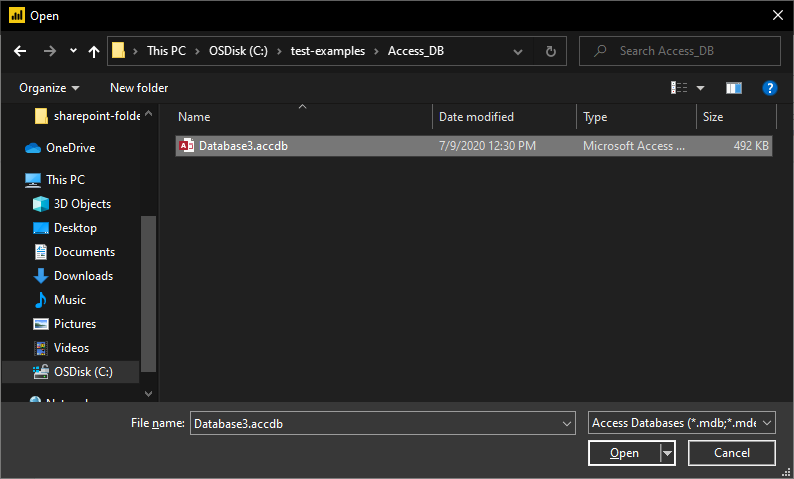 Open
This PC OSDisk (C:) test-examples Access_DB Search Access_DB
Organize New folder
Name Date modified Type Size
sharepoint-folde
Database3.accdb 7/9/2020 12:30 PM Microsoft Access ... 492 KB
OneDrive
This PC
3D Objects
Desktop
Documents
Downloads
Music
Pictures
Videos
OSDisk (C:)
File name: Database3.accdb Access Databases (*.mdb;*.mde
Open Cancel